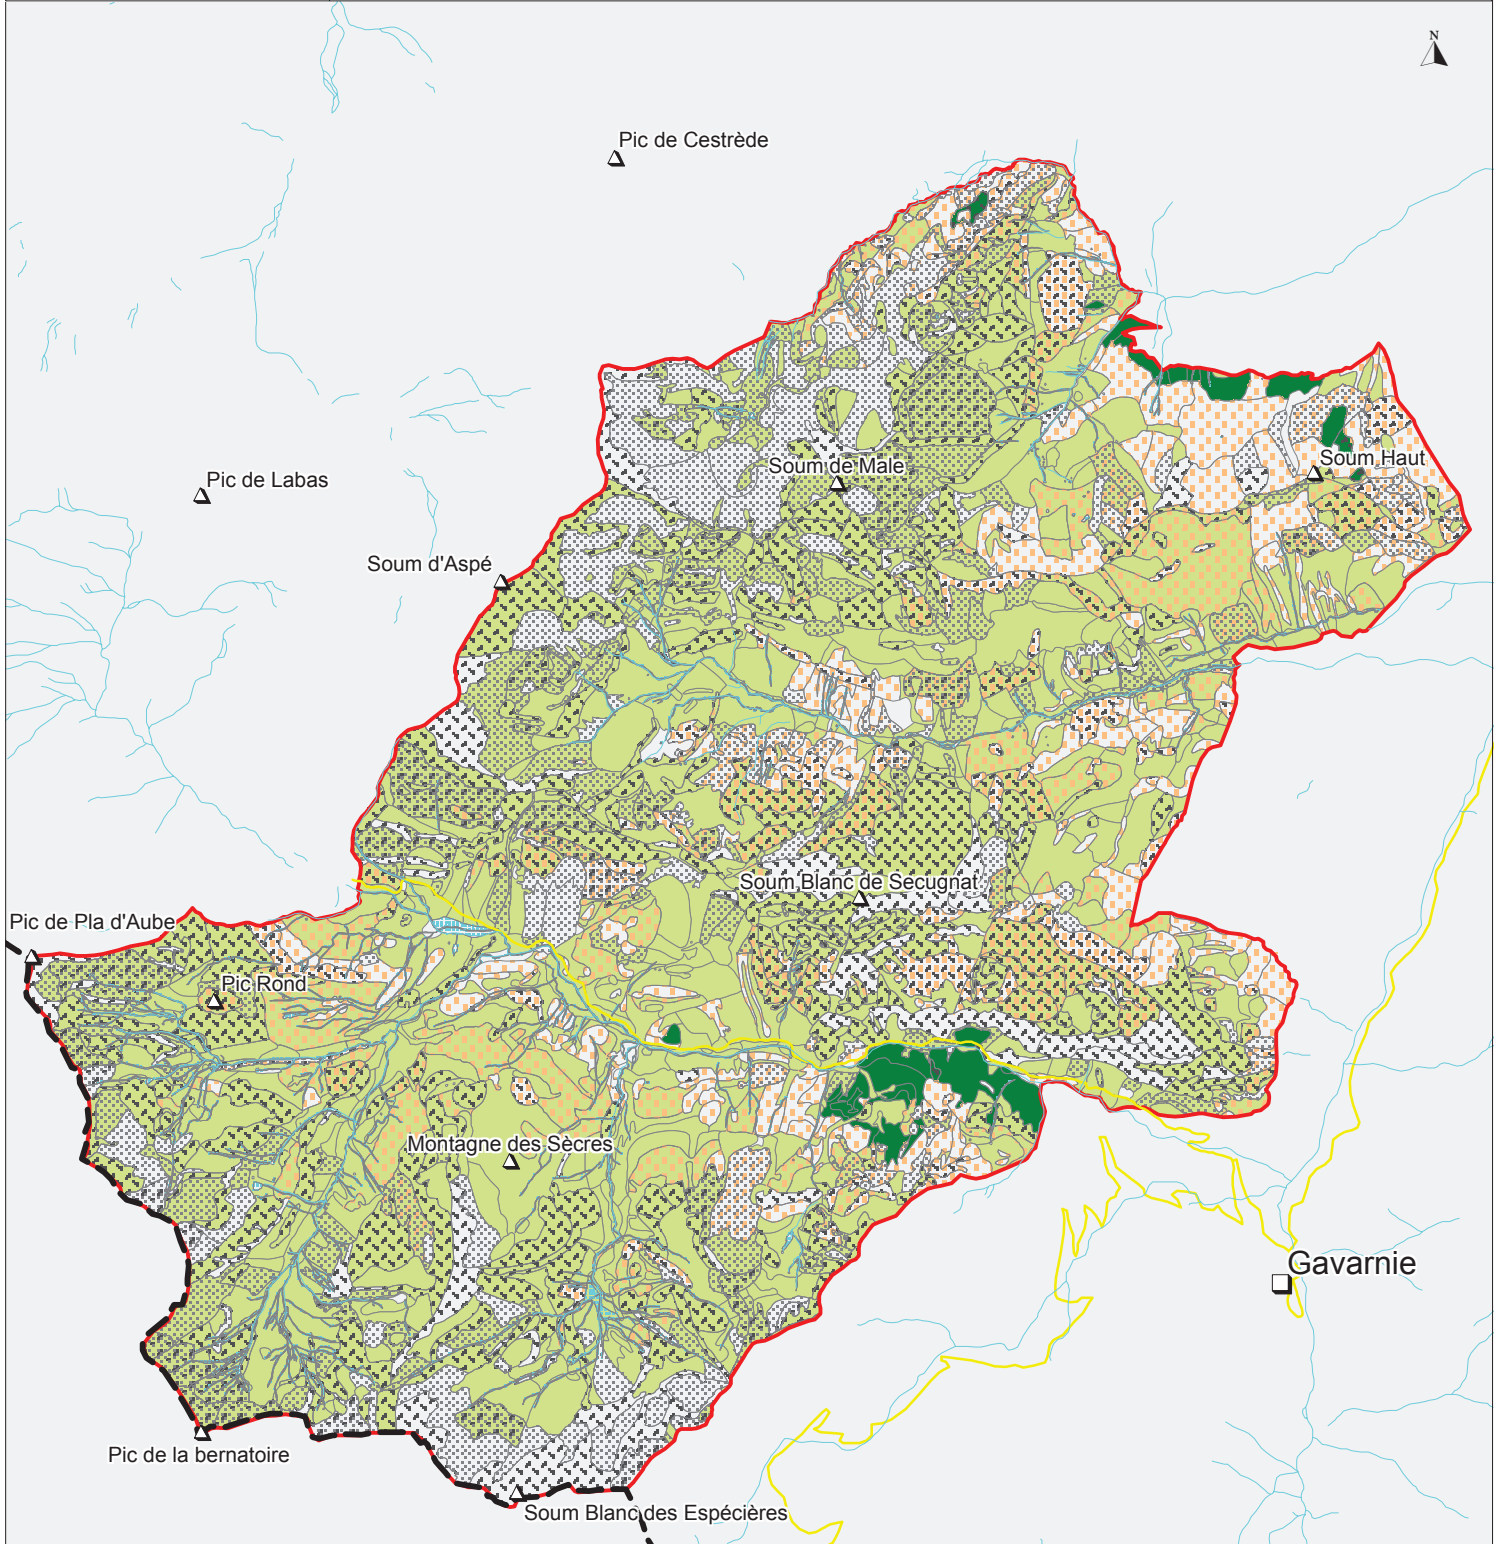 N
Pic de Cestrède
Soum de Male
Soum Haut
Pic de Labas
Soum d'Aspé
Soum Blanc de Secugnat
Pic de Pla d'Aube
Pic Rond
Montagne des Sècres
Gavarnie
Pic de la bernatoire
Soum Blanc des Espécières